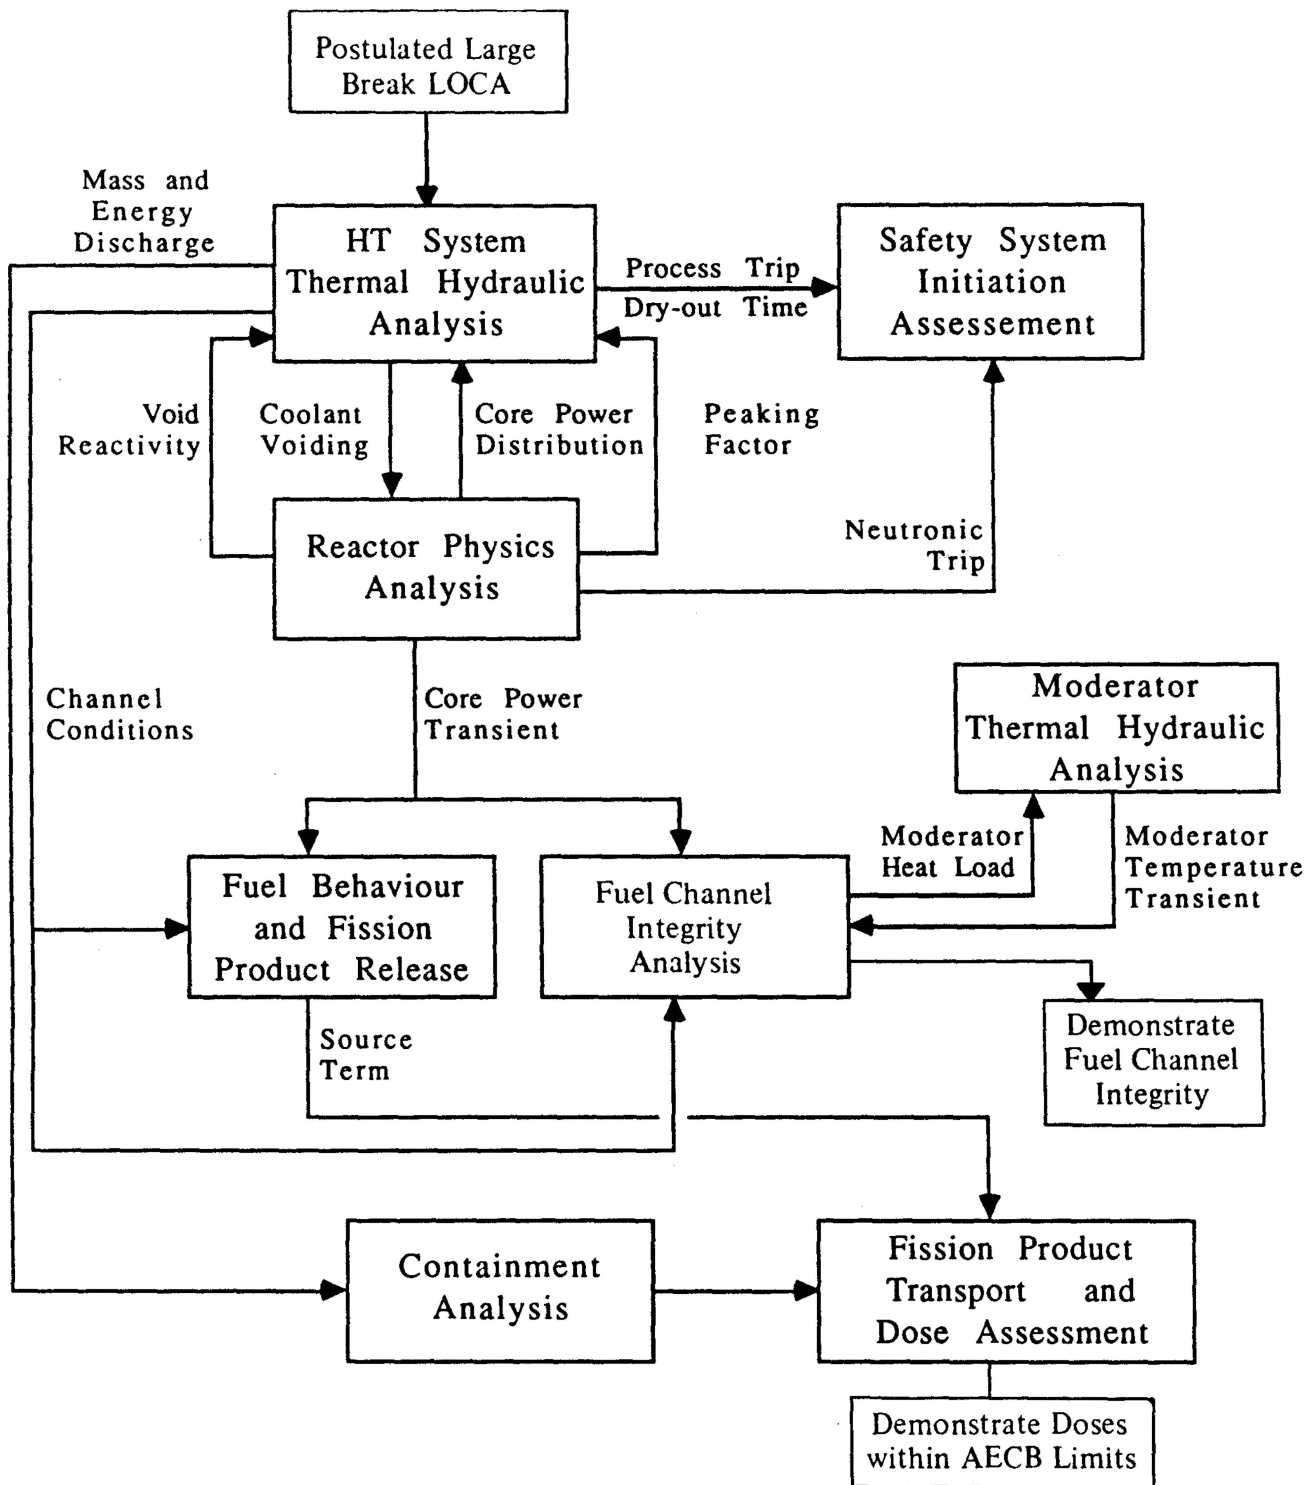 Postulated Large
Break LOCA
Mass and
Energy
Discharge
HT System
Thermal Hydraulic
Analysis
Process Trip
Dry-out Time
Safety System
Initiation
Assessement
Void
Reactivity
Coolant
Voiding
Core Power
Distribution
Peaking
Factor
Reactor Physics
Analysis
Neutronic
Trip
Channel
Conditions
Core Power
Transient
Moderator
Thermal Hydraulic
Analysis
Moderator
Heat Load
Moderator
Temperature
Transient
Fuel Behaviour
and Fission
Product Release
Fuel Channel
Integrity
Analysis
Source
Term
Demonstrate
Fuel Channel
Integrity
Containment
Analysis
Fission Product
Transport and
Dose Assessment
Demonstrate Doses
within AECB Limits